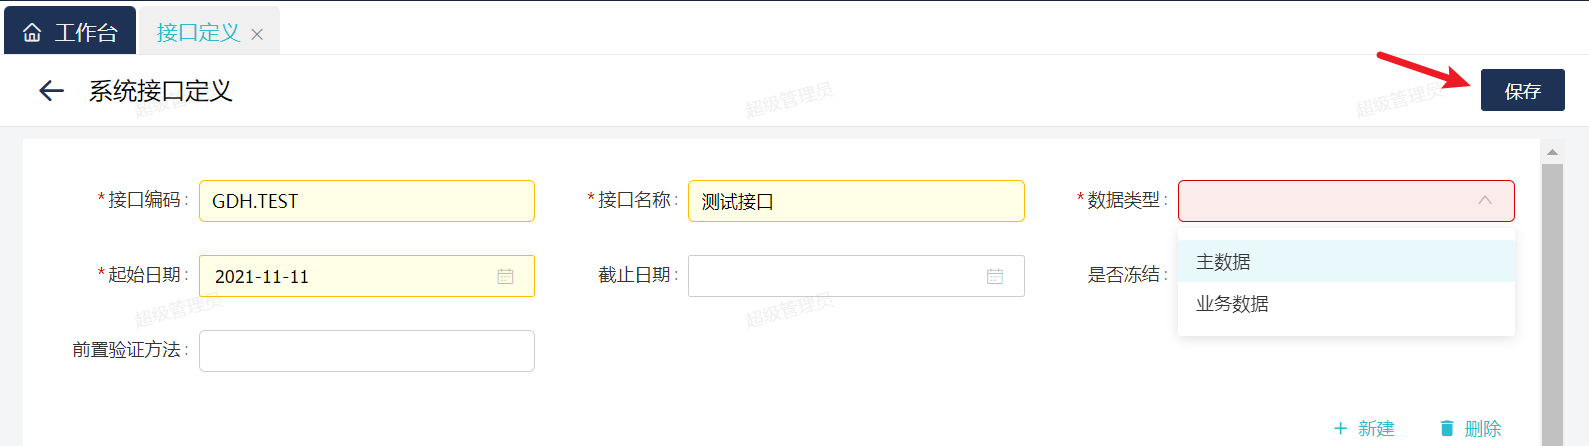 工作台 接口定义 ×
系统接口定义 保存
超级管理员 超级管理员 超级管理员
*接口编码: GDH.TEST *接口名称: 测试接口 *数据类型:
主数据
*起始日期: 2021-11-11 截止日期: 是否冻结:
业务数据
超级管理员 超级管理员
前置验证方法:
+ 新建 删除